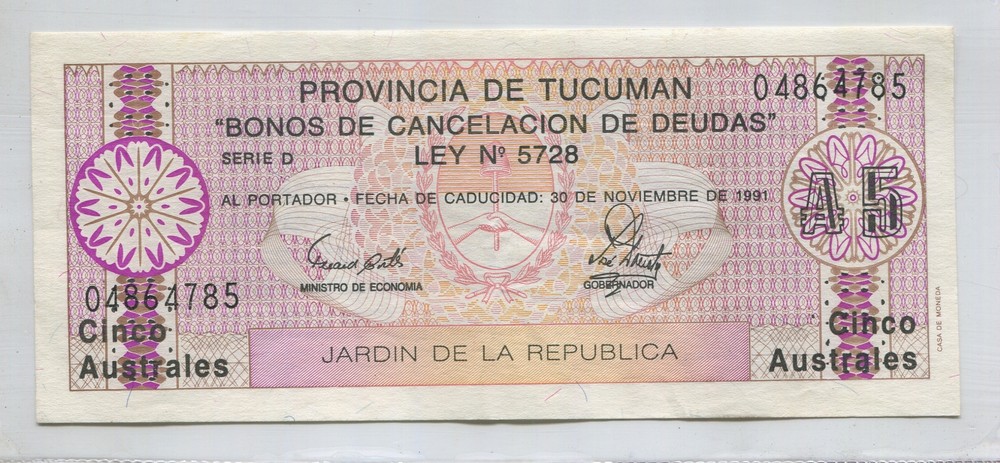 PROVINCIA DE TUCUMAN
04864785
"BONOS DE CANCELACION DE DEUDAS"
SERIE D
LEY Nº 5728
AL PORTADOR • FECHA DE CADUCIDAD: 30 DE NOVIEMBRE DE 1991
A 5
MINISTRO DE ECONOMIA
GOBERNADOR
04864785
Cinco
Australes
JARDIN DE LA REPUBLICA
Cinco
Australes
CASA DE MONEDA